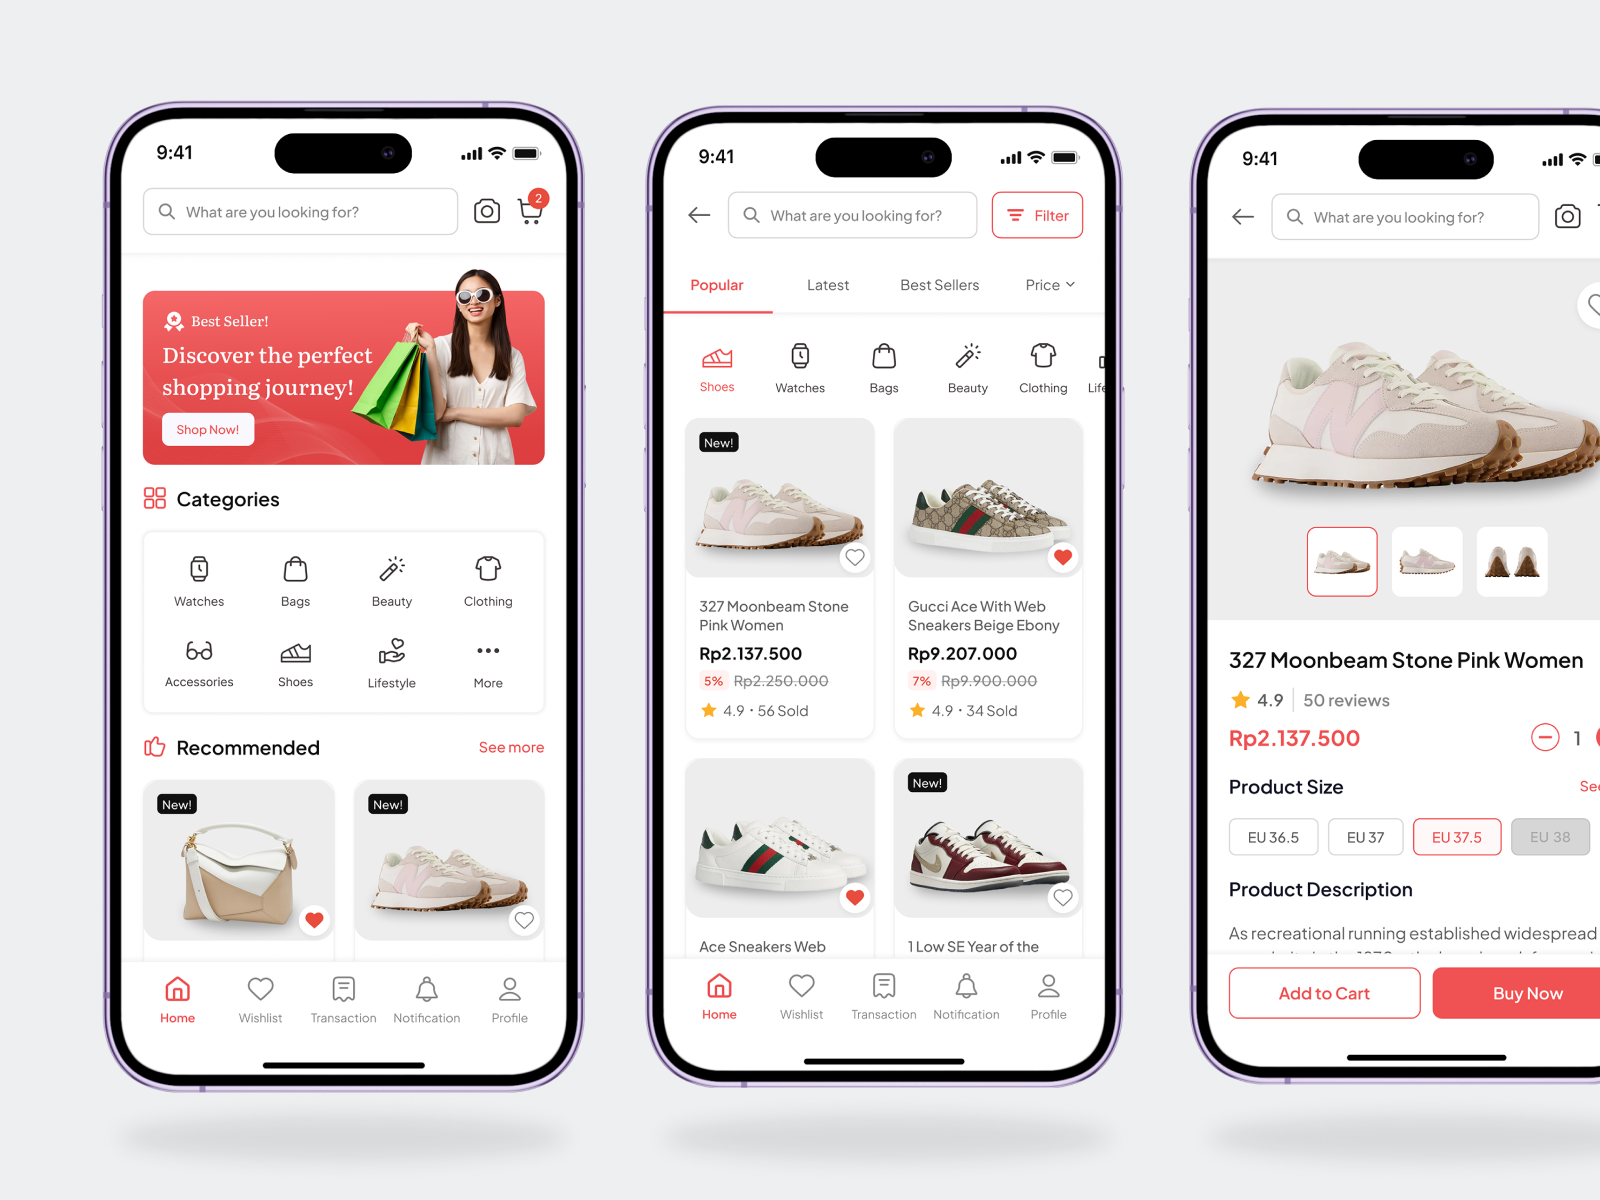 9:41
What are you looking for?
2
Best Seller!
Discover the perfect
shopping journey!
Shop Now!
Categories
Watches
Bags
Beauty
Clothing
Accessories
Shoes
Lifestyle
More
Recommended
See more
New!
New!
Home
Wishlist
Transaction
Notification
Profile
9:41
What are you looking for?
Filter
Popular
Latest
Best Sellers
Price
Shoes
Watches
Bags
Beauty
Clothing
Life
New!
327 Moonbeam Stone
Pink Women
Rp2.137.500
5% Rp2.250.000
4.9 • 56 Sold
Gucci Ace With Web
Sneakers Beige Ebony
Rp9.207.000
7% Rp9.900.000
4.9 • 34 Sold
Ace Sneakers Web
New!
1 Low SE Year of the
Home
Wishlist
Transaction
Notification
Profile
9:41
What are you looking for?
327 Moonbeam Stone Pink Women
4.9 50 reviews
Rp2.137.500
1
Product Size
See
EU 36.5
EU 37
EU 37.5
EU 38
Product Description
As recreational running established widespread
Add to Cart
Buy Now